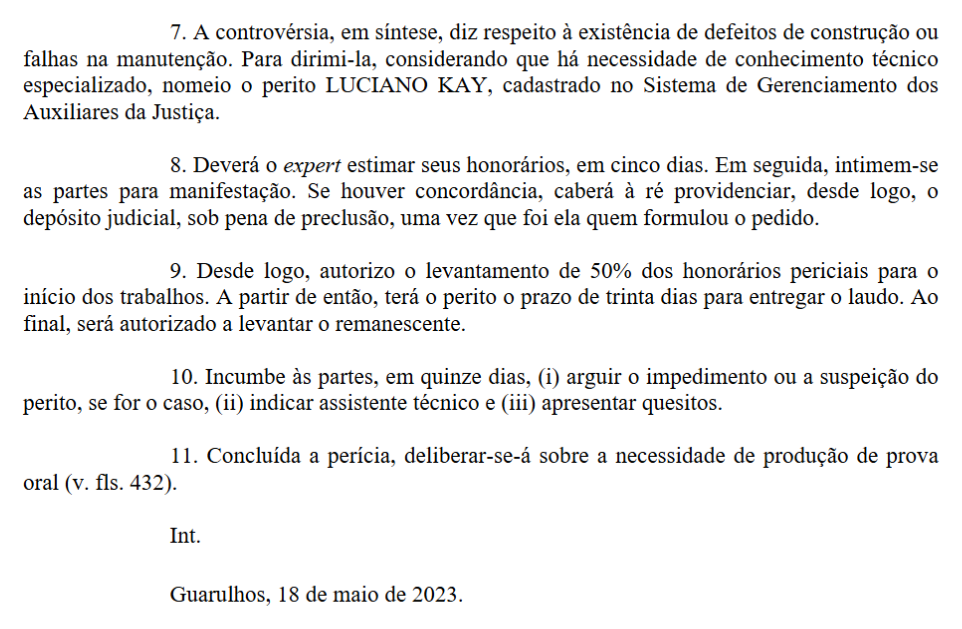 7. A controvérsia, em síntese, diz respeito à existência de defeitos de construção ou
falhas na manutenção. Para dirimi-la, considerando que há necessidade de conhecimento técnico
especializado, nomeio o perito LUCIANO KAY, cadastrado no Sistema de Gerenciamento dos
Auxiliares da Justiça.
8. Deverá o expert estimar seus honorários, em cinco dias. Em seguida, intimem-se
as partes para manifestação. Se houver concordância, caberá à ré providenciar, desde logo, o
depósito judicial, sob pena de preclusão, uma vez que foi ela quem formulou o pedido.
9. Desde logo, autorizo o levantamento de 50% dos honorários periciais para o
início dos trabalhos. A partir de então, terá o perito o prazo de trinta dias para entregar o laudo. Ao
final, será autorizado a levantar o remanescente.
10. Incumbe às partes, em quinze dias, (i) arguir o impedimento ou a suspeição do
perito, se for o caso, (ii) indicar assistente técnico e (iii) apresentar quesitos.
11. Concluída a perícia, deliberar-se-á sobre a necessidade de produção de prova
oral (v. fls. 432).
Int.
Guarulhos, 18 de maio de 2023.